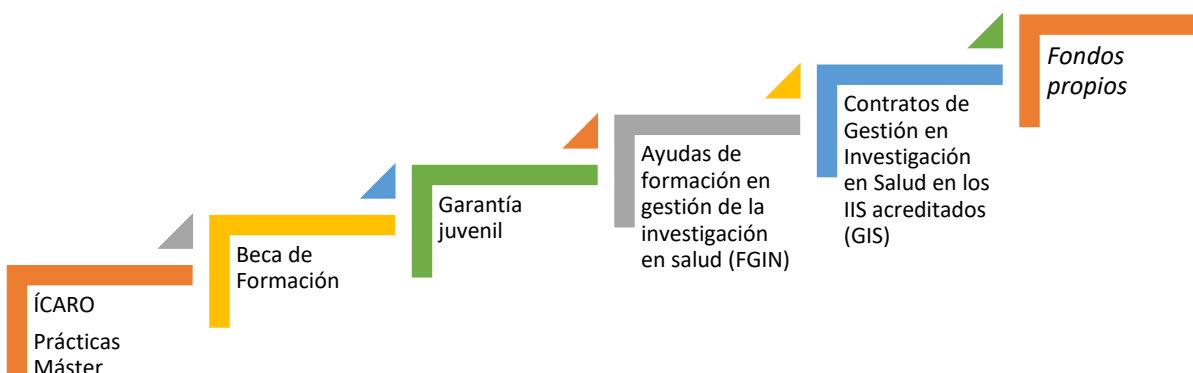 ÍCARO
Prácticas
Máster
Beca de
Formación
Garantía
juvenil
Ayudas de
formación en
gestión de la
investigación
en salud (FGIN)
Contratos de
Gestión en
Investigación
en Salud en los
IIS acreditados
(GIS)
Fondos
propios